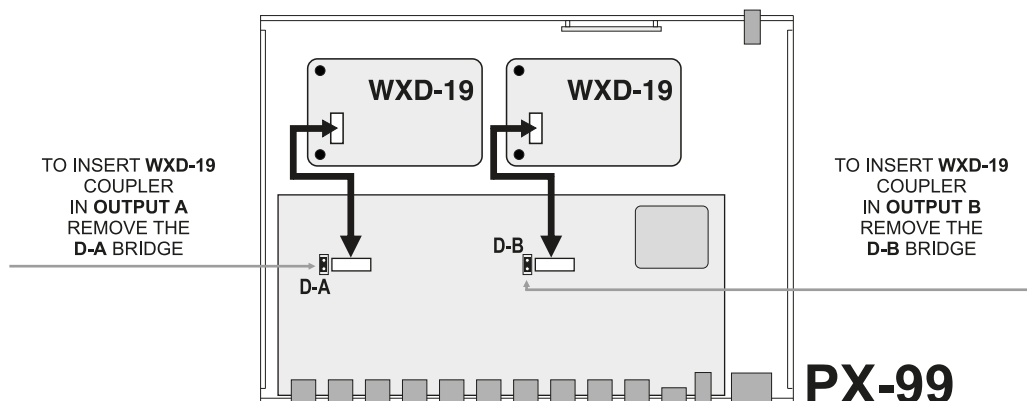 WXD-19
WXD-19
TO INSERT WXD-19
COUPLER
IN OUTPUT A
REMOVE THE
D-A BRIDGE
TO INSERT WXD-19
COUPLER
IN OUTPUT B
REMOVE THE
D-B BRIDGE
D-B
D-A
PX-99